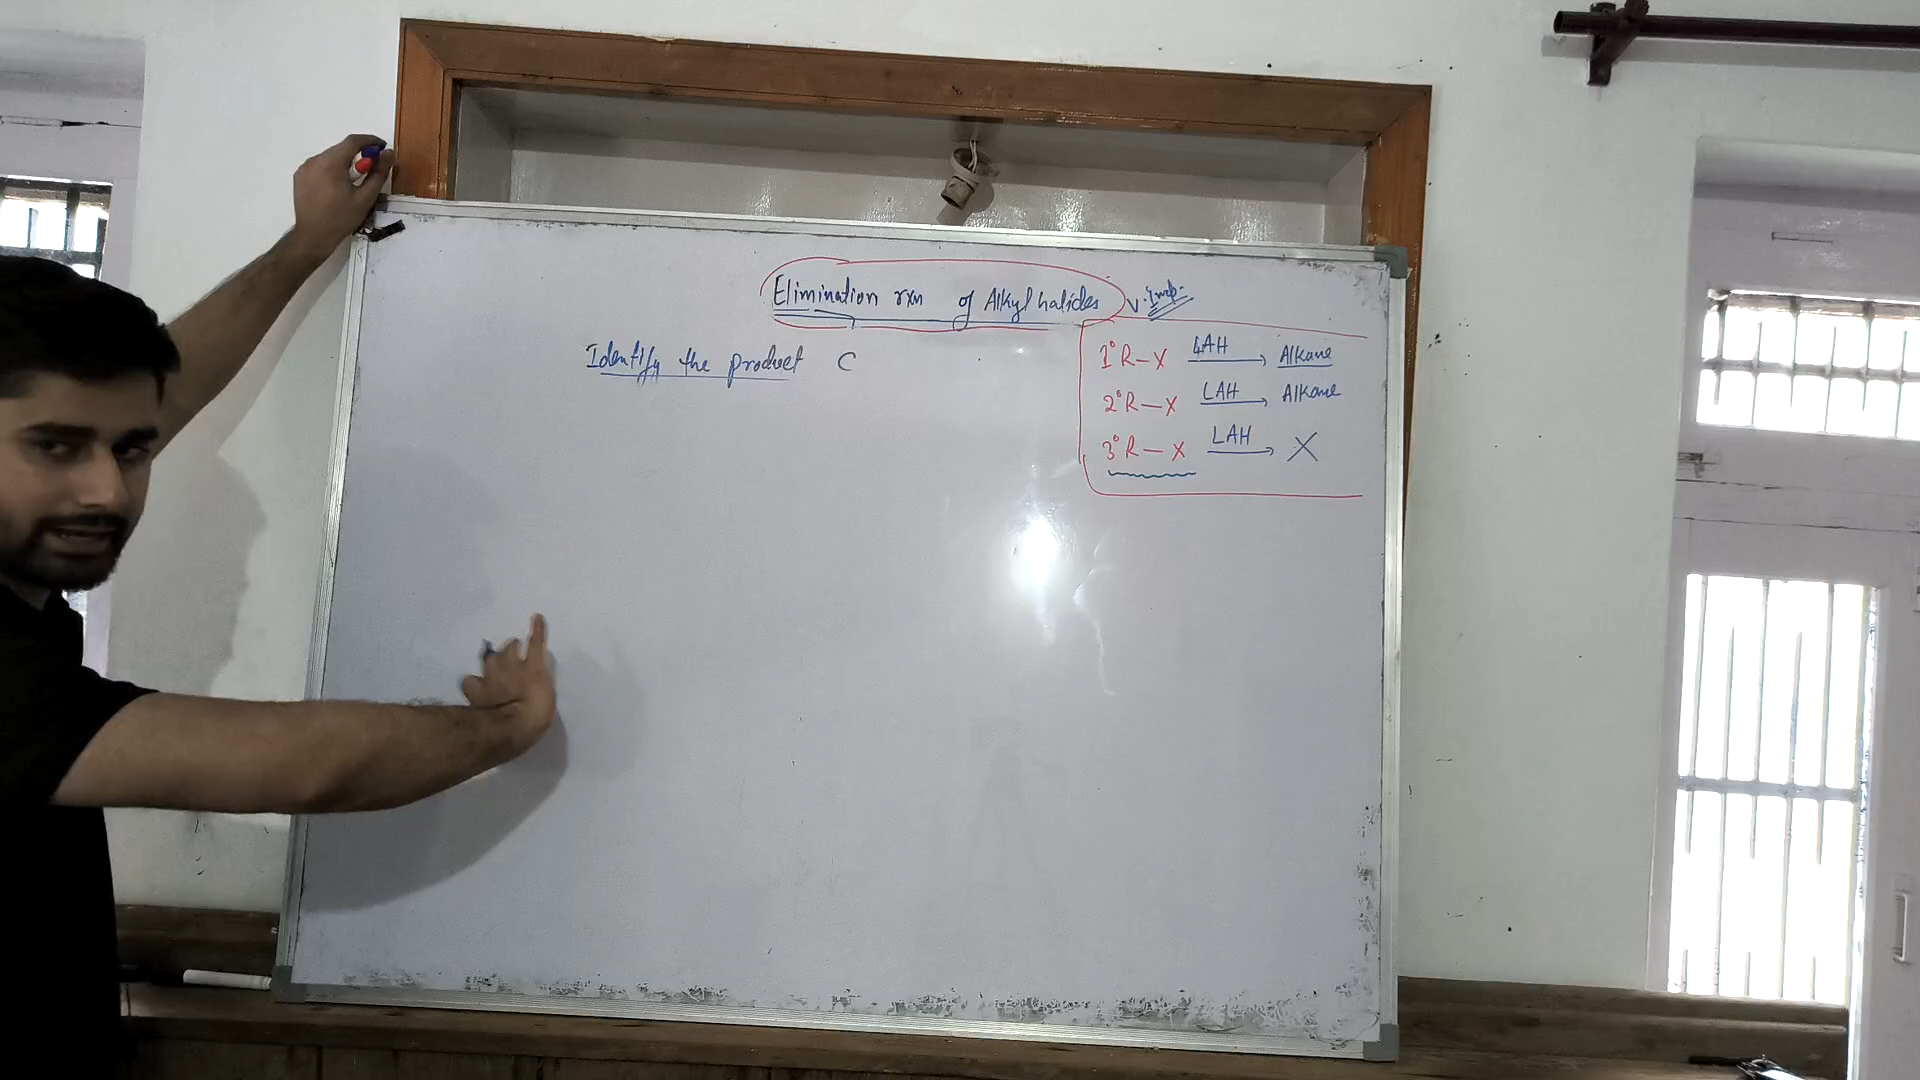 Elimination rxn of Alkyl halides V. Imp.
Identify the product C
1° R-X LAH → Alkane
2° R-X LAH → Alkane
3° R-X LAH → X